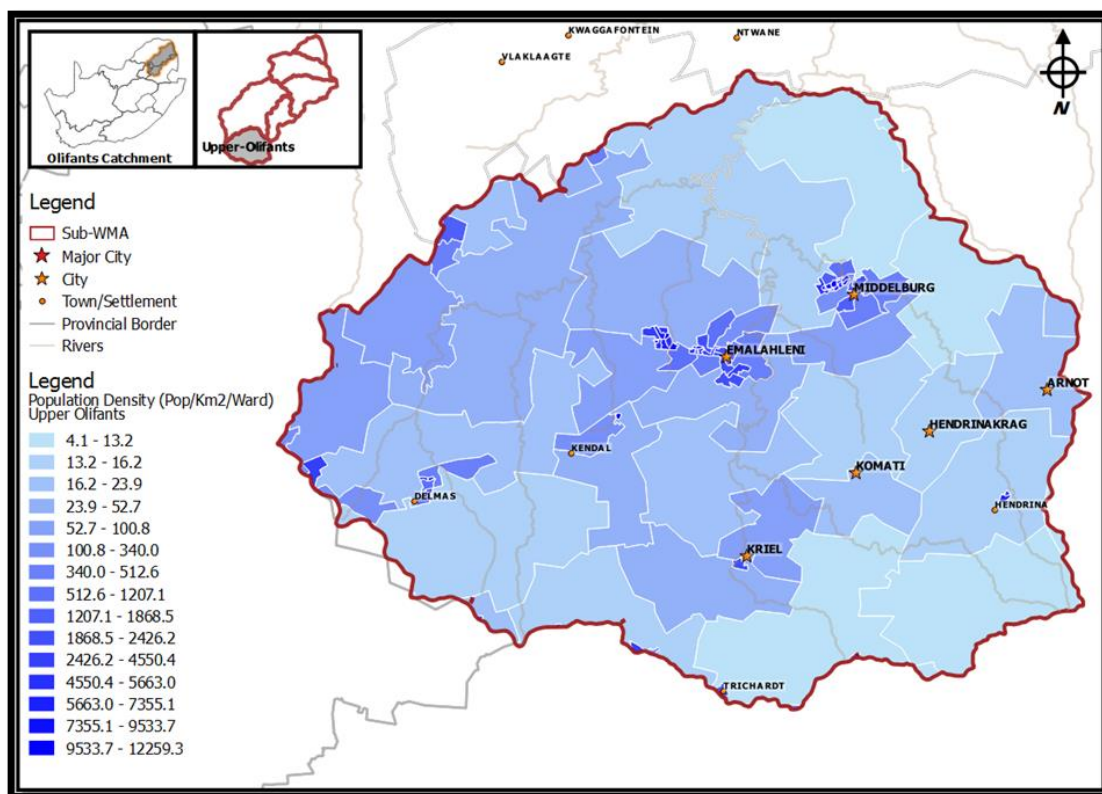 KWAGGAFONTEIN
NTWANE
VLAKLAAGTE
N
Olifants Catchment
Upper-Olifants
Legend
Sub-WMA
Major City
City
Town/Settlement
Provincial Border
Rivers
Legend
Population Density (Pop/Km2/Ward)
Upper Olifants
4.1 - 13.2
13.2 - 16.2
16.2 - 23.9
23.9 - 52.7
52.7 - 100.8
100.8 - 340.0
340.0 - 512.6
512.6 - 1207.1
1207.1 - 1868.5
1868.5 - 2426.2
2426.2 - 4550.4
4550.4 - 5663.0
5663.0 - 7355.1
7355.1 - 9533.7
9533.7 - 12259.3
MIDDELBURG
EMALAHLENI
ARNOT
HENDRINAKRAG
KENDAL
KOMATI
DELMAS
HENDRINA
KRIEL
TRICHARDT